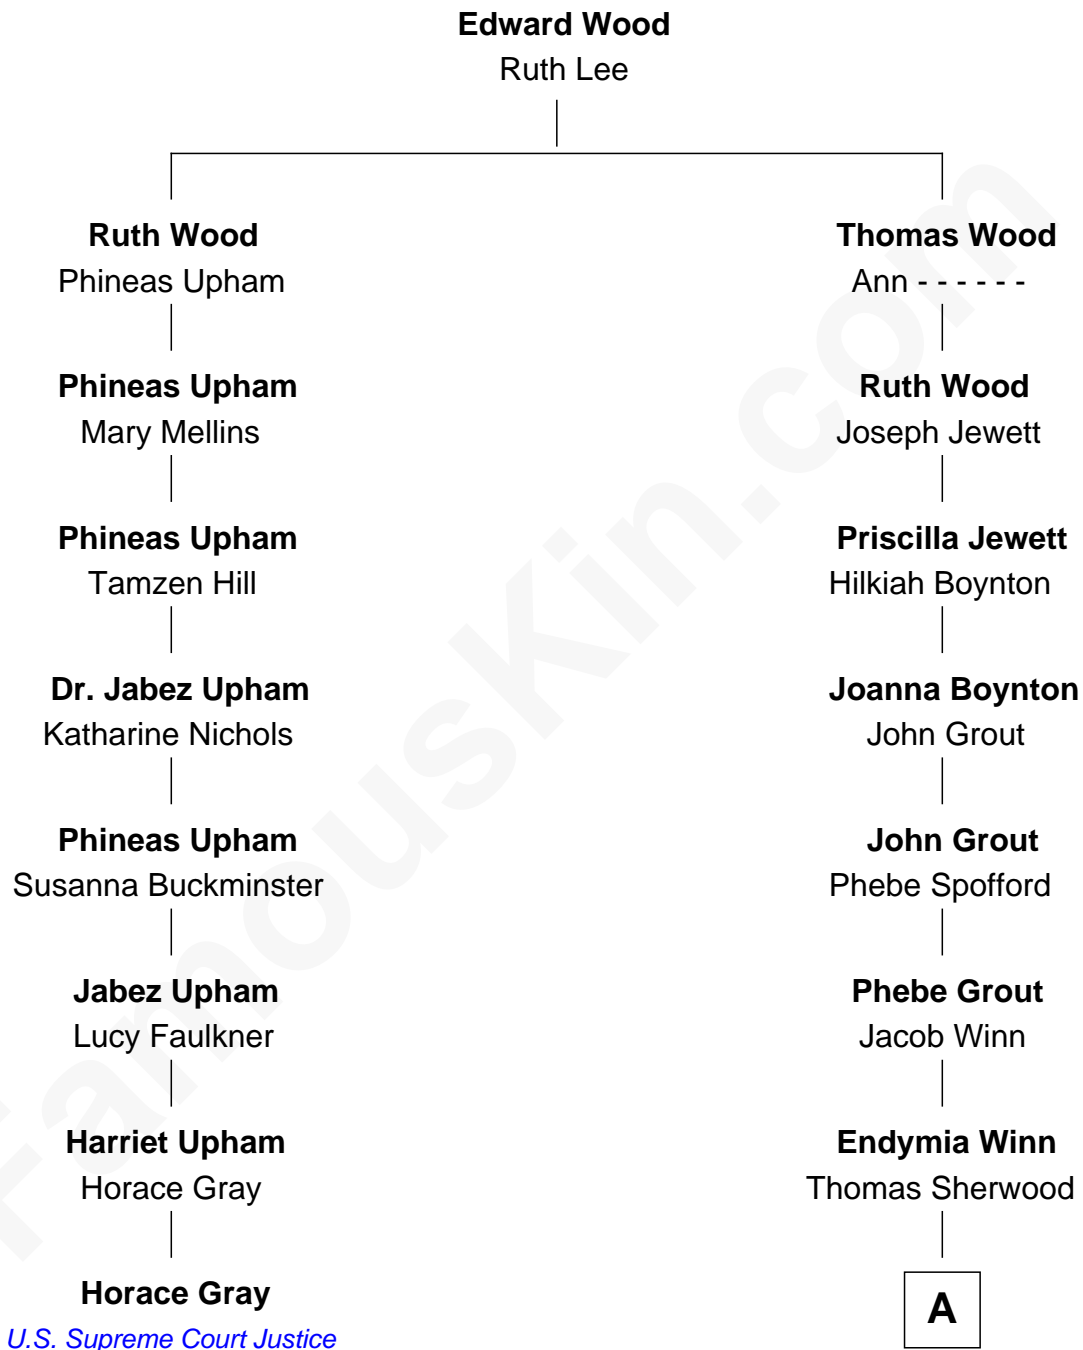 Edward Wood
Ruth Lee
Ruth Wood
Phineas Upham
Phineas Upham
Mary Mellins
Phineas Upham
Tamzen Hill
Dr. Jabez Upham
Katharine Nichols
Phineas Upham
Susanna Buckminster
Jabez Upham
Lucy Faulkner
Harriet Upham
Horace Gray
Horace Gray
U.S. Supreme Court Justice
Thomas Wood
Ann - - - - - -
Ruth Wood
Joseph Jewett
Priscilla Jewett
Hilkiah Boynton
Joanna Boynton
John Grout
John Grout
Phebe Spofford
Phebe Grout
Jacob Winn
Endymia Winn
Thomas Sherwood
A
FamousKin.com